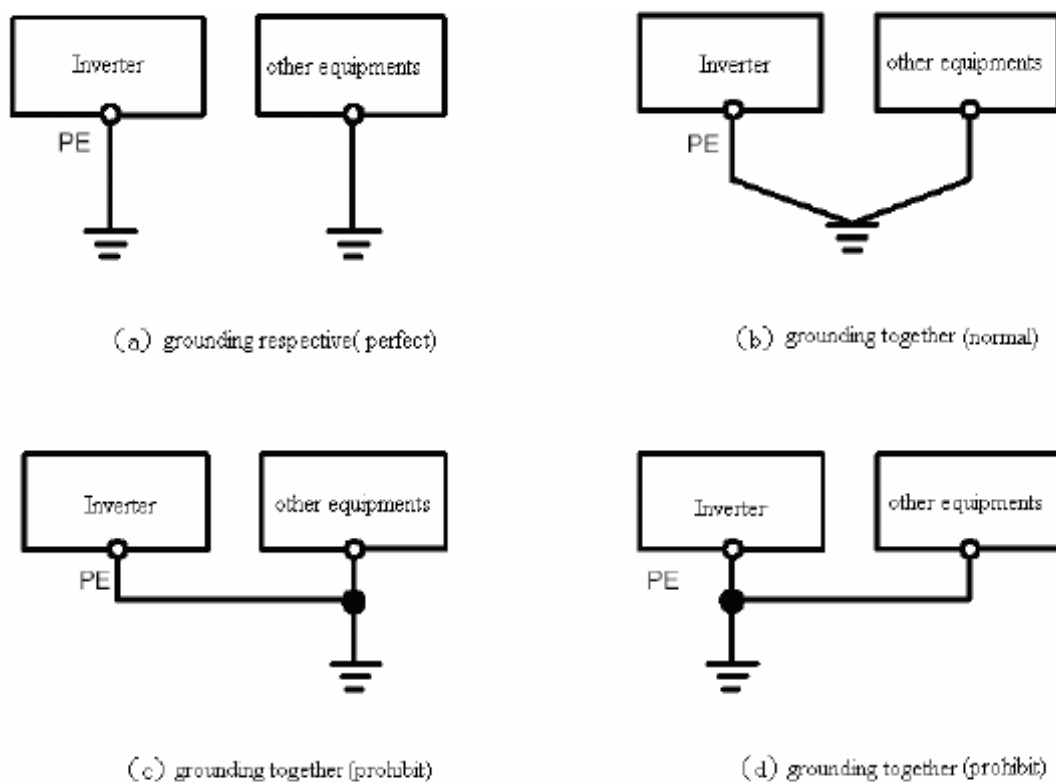 Inverter
other equipments
PE
Inverter
other equipments
PE
(a) grounding respective( perfect)
(b) grounding together (normal)
Inverter
other equipments
PE
Inverter
other equipments
PE
(c) grounding together (prohibit)
(d) grounding together (prohibit)